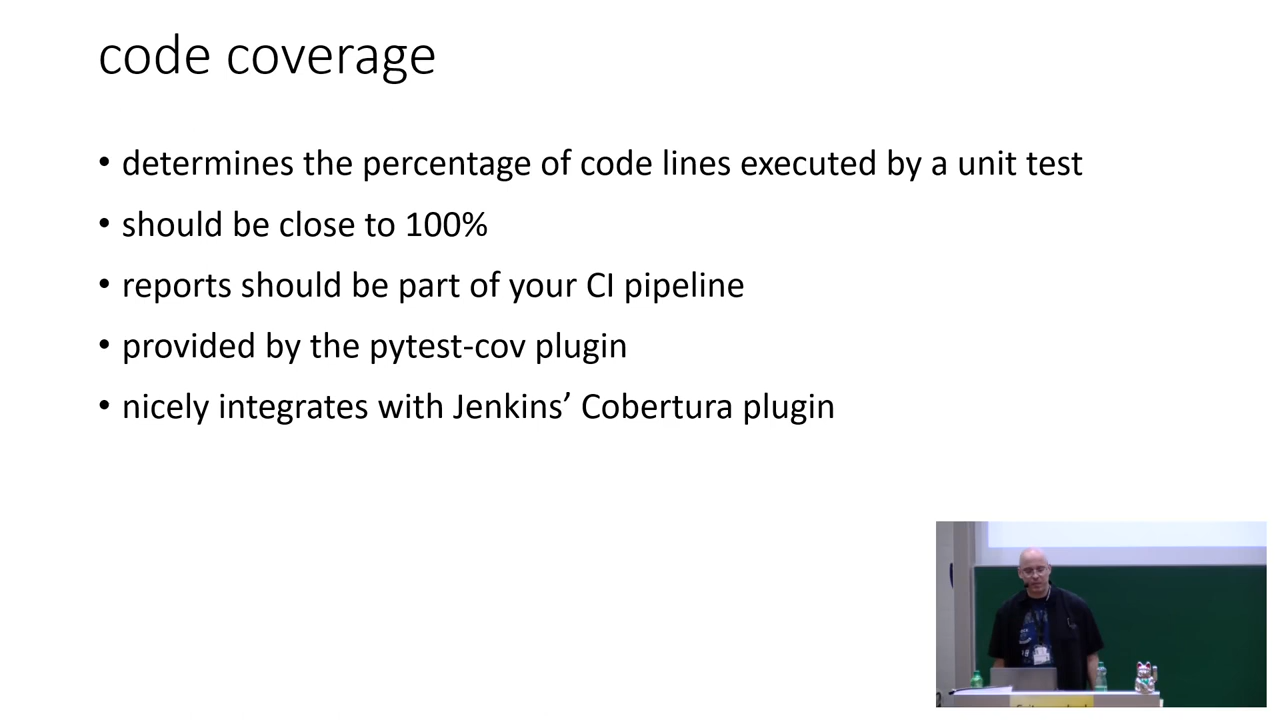 code coverage
• determines the percentage of code lines executed by a unit test
• should be close to 100%
• reports should be part of your CI pipeline
• provided by the pytest-cov plugin
• nicely integrates with Jenkins’ Cobertura plugin